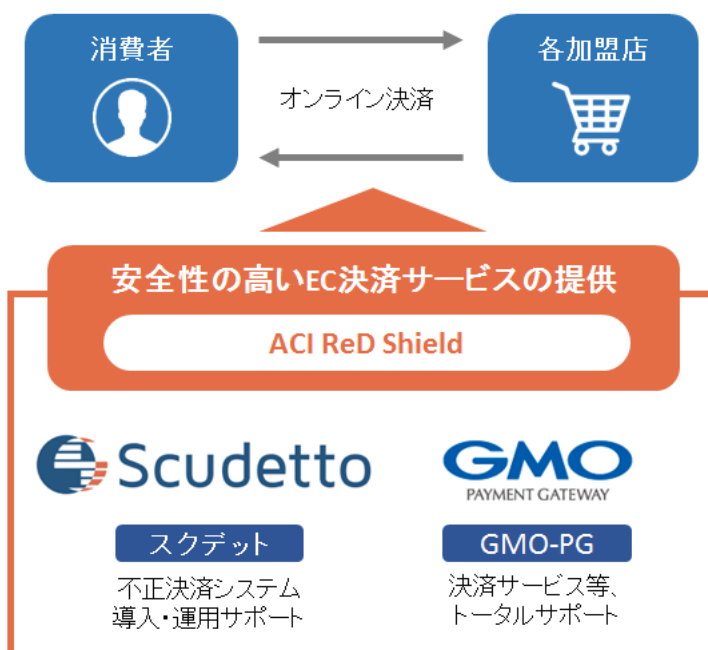 消費者
各加盟店
オンライン決済
安全性の高いEC決済サービスの提供
ACI ReD Shield
Scudetto
GMO
PAYMENT GATEWAY
スクデット
GMO-PG
不正決済システム
導入・運用サポート
決済サービス等、
トータルサポート